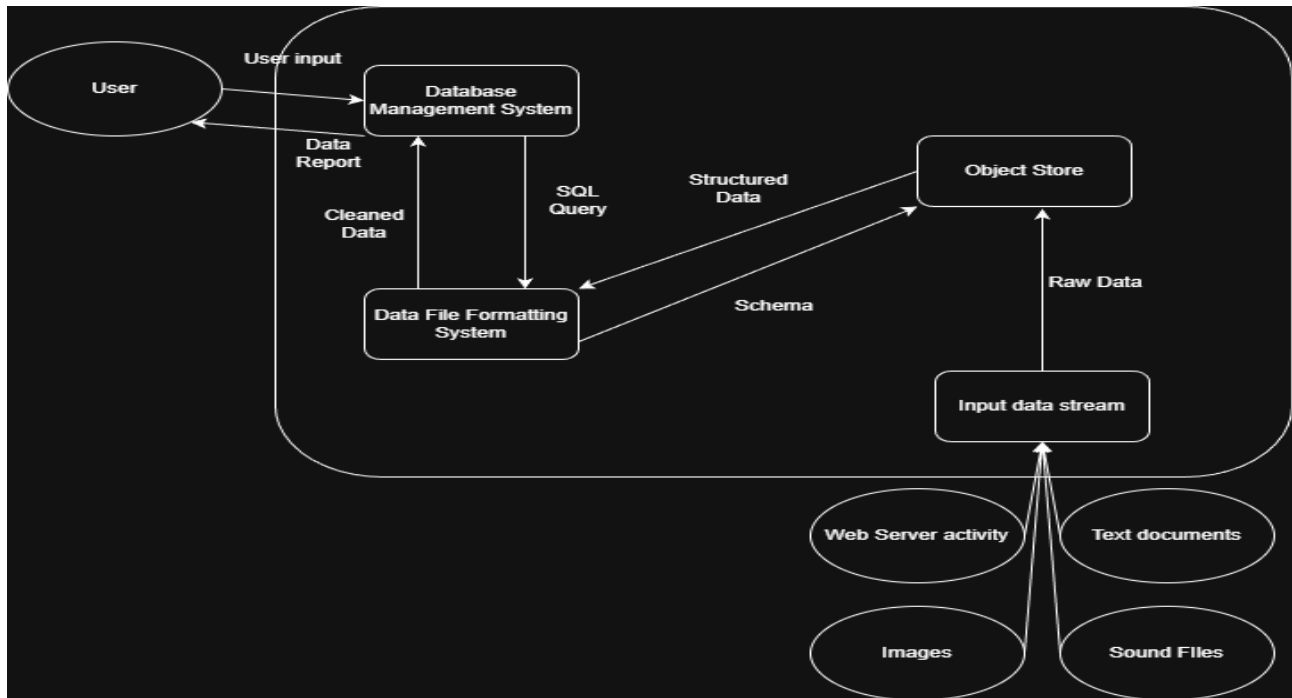 User input
User
Database
Management System
Data
Report
Object Store
Structured
Data
SQL
Query
Cleaned
Data
Raw Data
Schema
Data File Formatting
System
Input data stream
Web Server activity
Text documents
Images
Sound FIles